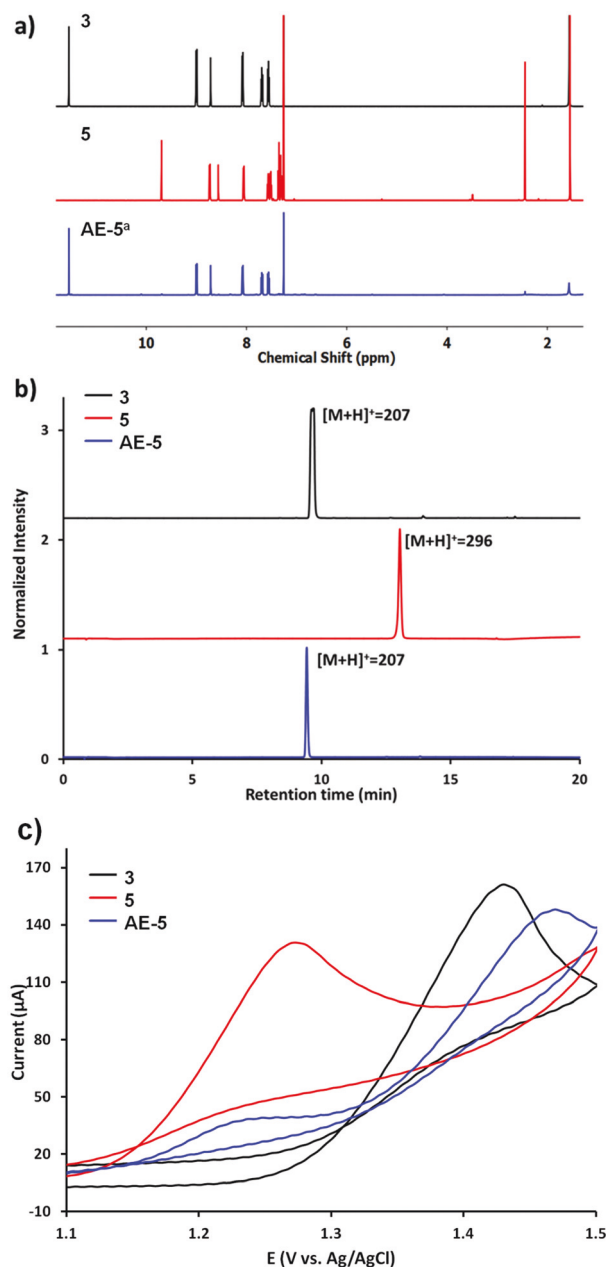 a)
3
5
AE-5ᵃ
10 8 6 4 2
Chemical Shift (ppm)
b)
3
5
AE-5
[M+H]⁺=207
[M+H]⁺=296
[M+H]⁺=207
Normalized Intensity
3
2
1
0
0 5 10 15 20
Retention time (min)
c)
3
5
AE-5
Current (µA)
170
140
110
80
50
20
-10
1.1 1.2 1.3 1.4 1.5
E (V vs. Ag/AgCl)